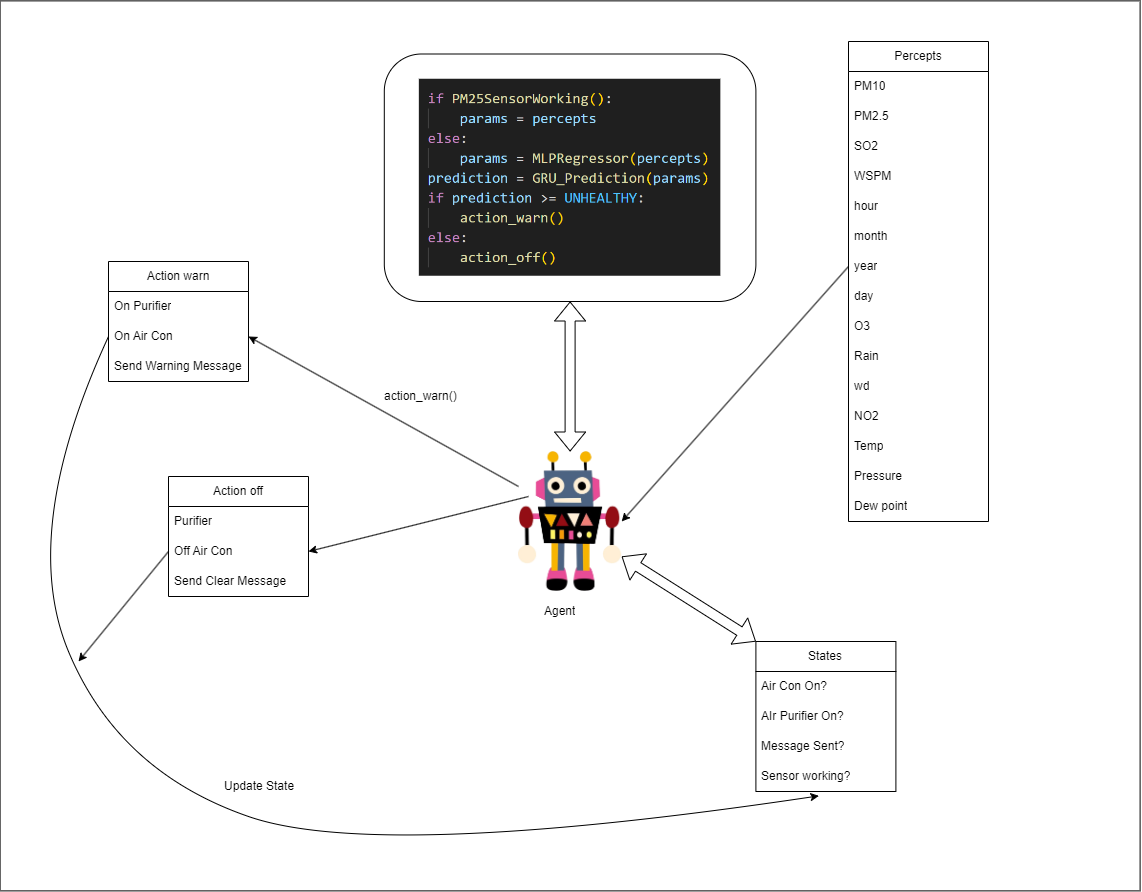 if PM25SensorWorking():
params = percepts
else:
params = MLPRegressor(percepts)
prediction = GRU_Prediction(params)
if prediction >= UNHEALTHY:
action_warn()
else:
action_off()
Percepts
PM10
PM2.5
SO2
WSPM
hour
month
year
day
O3
Rain
wd
NO2
Temp
Pressure
Dew point
Action warn
On Purifier
On Air Con
Send Warning Message
action_warn()
Action off
Purifier
Off Air Con
Send Clear Message
Agent
States
Air Con On?
AIr Purifier On?
Message Sent?
Sensor working?
Update State